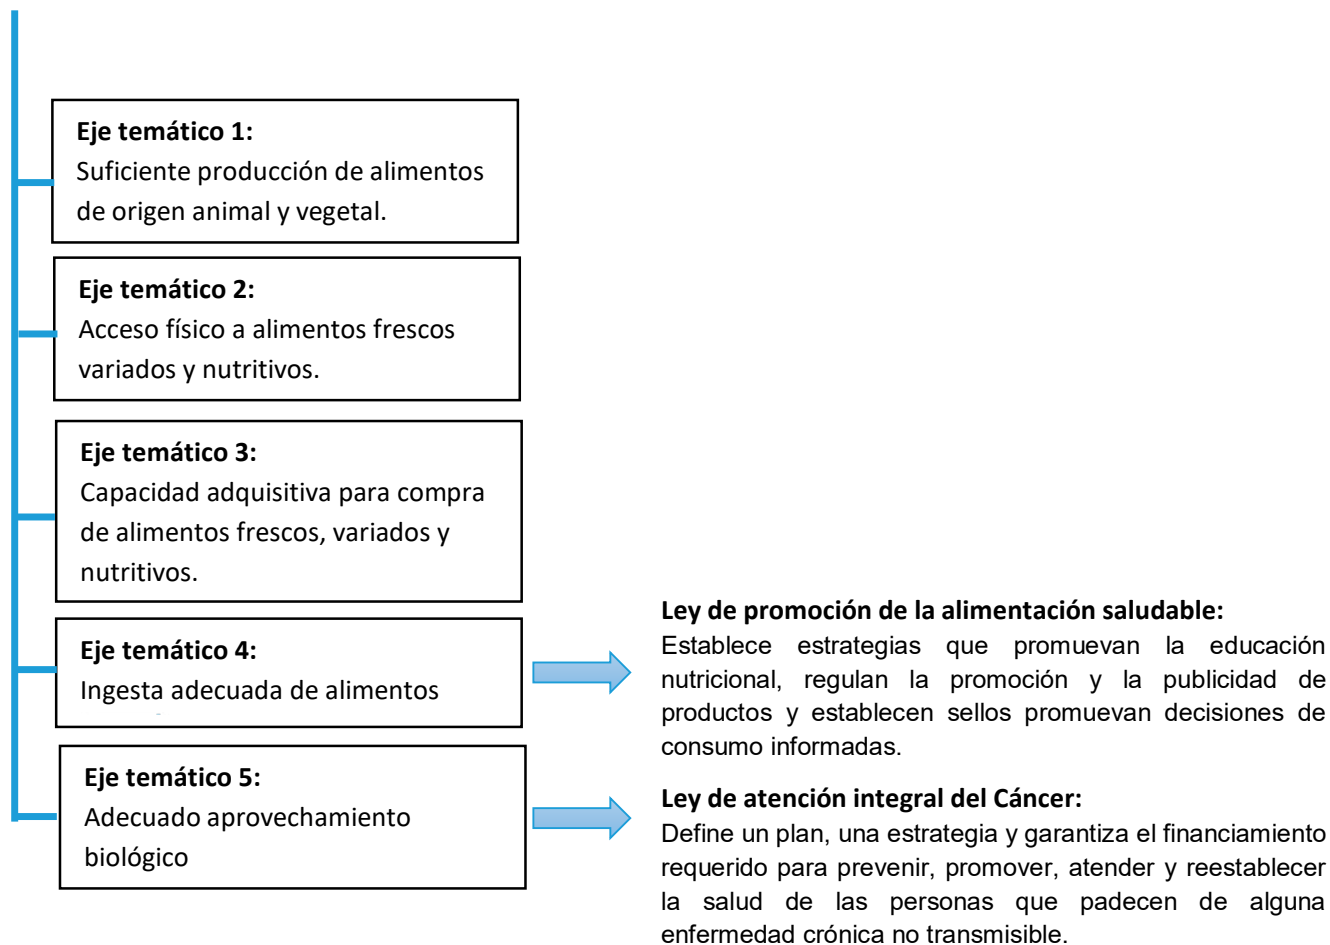 Eje temático 1:
Suficiente producción de alimentos
de origen animal y vegetal.
Eje temático 2:
Acceso físico a alimentos frescos
variados y nutritivos.
Eje temático 3:
Capacidad adquisitiva para compra
de alimentos frescos, variados y
nutritivos.
Eje temático 4:
Ingesta adecuada de alimentos
Ley de promoción de la alimentación saludable:
Establece estrategias que promuevan la educación
nutricional, regulan la promoción y la publicidad de
productos y establecen sellos promuevan decisiones de
consumo informadas.
Eje temático 5:
Adecuado aprovechamiento
biológico
Ley de atención integral del Cáncer:
Define un plan, una estrategia y garantiza el financiamiento
requerido para prevenir, promover, atender y reestablecer
la salud de las personas que padecen de alguna
enfermedad crónica no transmisible.